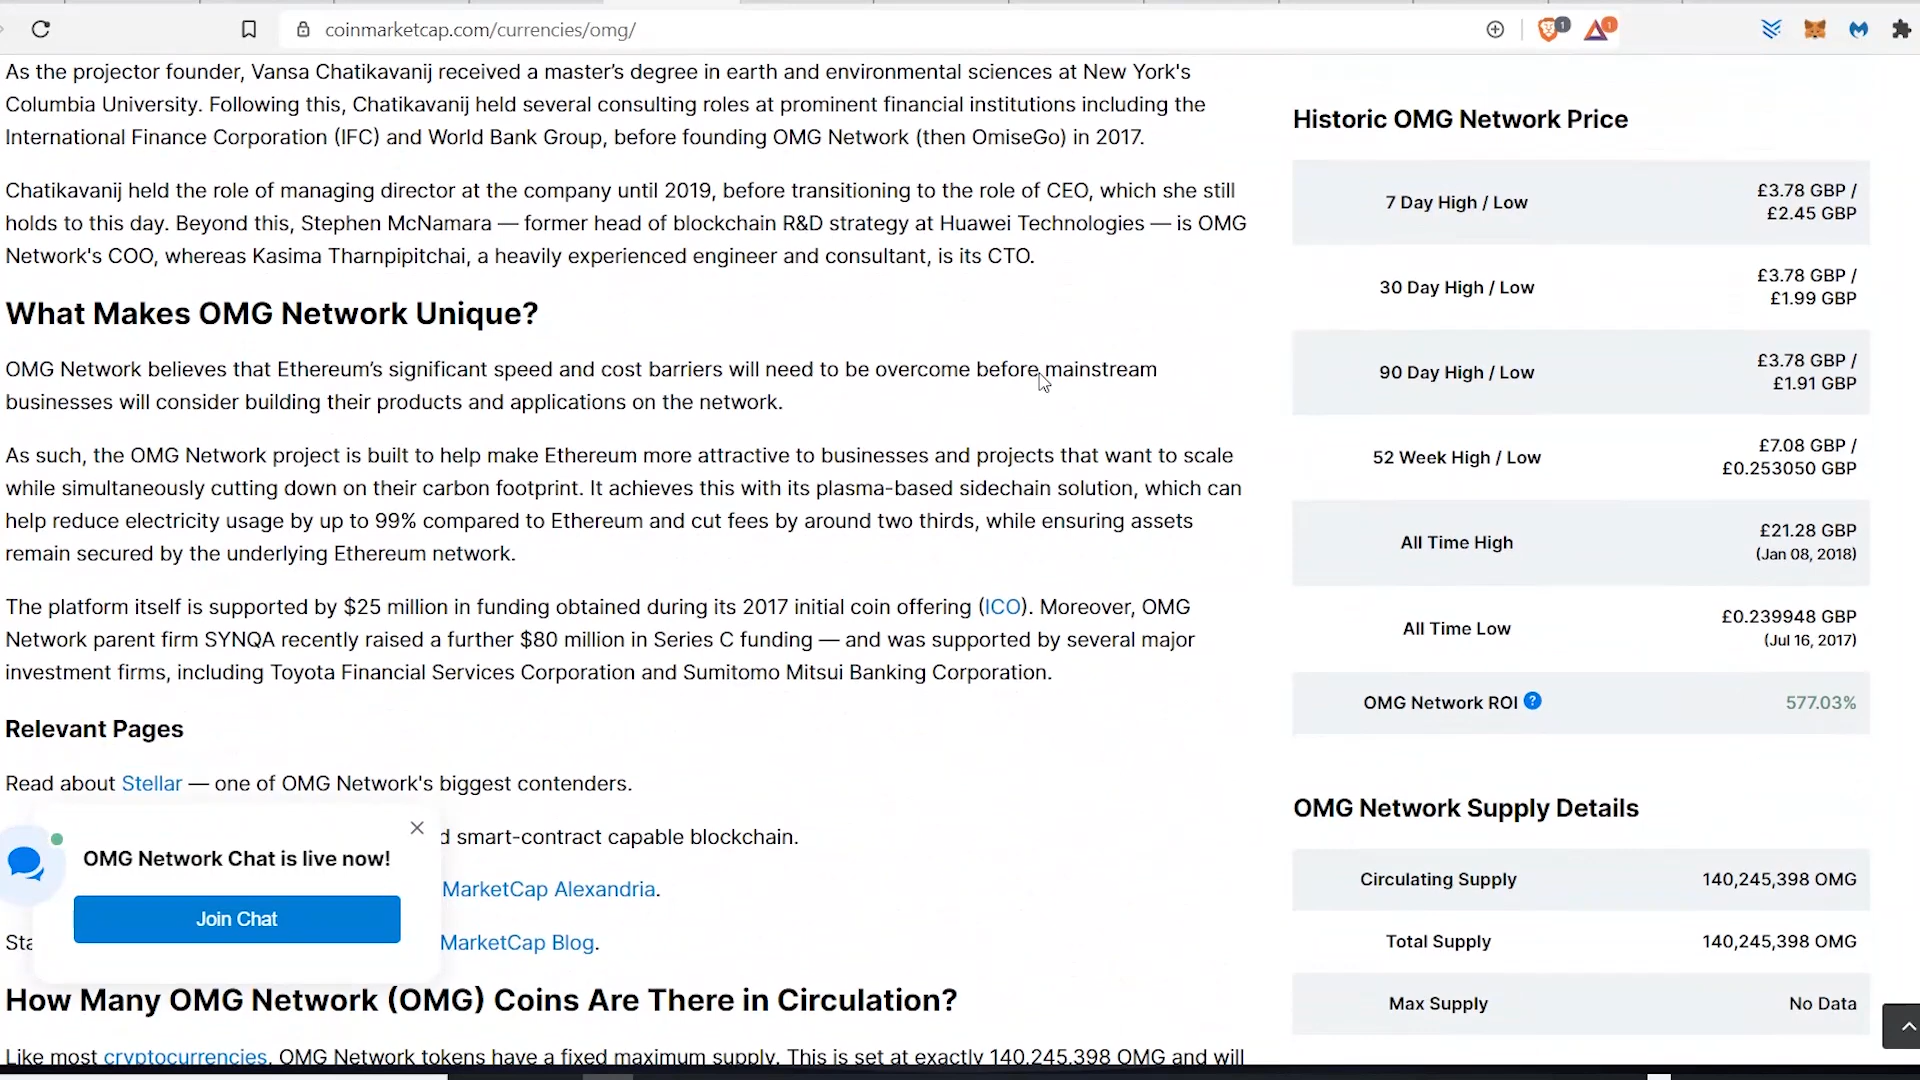 coinmarketcap.com/currencies/omg/
1
1
As the projector founder, Vansa Chatikavanij received a master's degree in earth and environmental sciences at New York's
Columbia University. Following this, Chatikavanij held several consulting roles at prominent financial institutions including the
International Finance Corporation (IFC) and World Bank Group, before founding OMG Network (then OmiseGo) in 2017.
Chatikavanij held the role of managing director at the company until 2019, before transitioning to the role of CEO, which she still
holds to this day. Beyond this, Stephen McNamara — former head of blockchain R&D strategy at Huawei Technologies — is OMG
Network's COO, whereas Kasima Tharnpipitchai, a heavily experienced engineer and consultant, is its CTO.
What Makes OMG Network Unique?
OMG Network believes that Ethereum's significant speed and cost barriers will need to be overcome before mainstream
businesses will consider building their products and applications on the network.
As such, the OMG Network project is built to help make Ethereum more attractive to businesses and projects that want to scale
while simultaneously cutting down on their carbon footprint. It achieves this with its plasma-based sidechain solution, which can
help reduce electricity usage by up to 99% compared to Ethereum and cut fees by around two thirds, while ensuring assets
remain secured by the underlying Ethereum network.
The platform itself is supported by $25 million in funding obtained during its 2017 initial coin offering (ICO). Moreover, OMG
Network parent firm SYNQA recently raised a further $80 million in Series C funding — and was supported by several major
investment firms, including Toyota Financial Services Corporation and Sumitomo Mitsui Banking Corporation.
Relevant Pages
Read about Stellar — one of OMG Network's biggest contenders.
d smart-contract capable blockchain.
MarketCap Alexandria.
Sta
MarketCap Blog.
OMG Network Chat is live now!
Join Chat
How Many OMG Network (OMG) Coins Are There in Circulation?
Like most cryptocurrencies, OMG Network tokens have a fixed maximum supply. This is set at exactly 140,245,398 OMG and will
Historic OMG Network Price
7 Day High / Low
£3.78 GBP /
£2.45 GBP
30 Day High / Low
£3.78 GBP /
£1.99 GBP
90 Day High / Low
£3.78 GBP /
£1.91 GBP
52 Week High / Low
£7.08 GBP /
£0.253050 GBP
All Time High
£21.28 GBP
(Jan 08, 2018)
All Time Low
£0.239948 GBP
(Jul 16, 2017)
OMG Network ROI ?
577.03%
OMG Network Supply Details
Circulating Supply
140,245,398 OMG
Total Supply
140,245,398 OMG
Max Supply
No Data